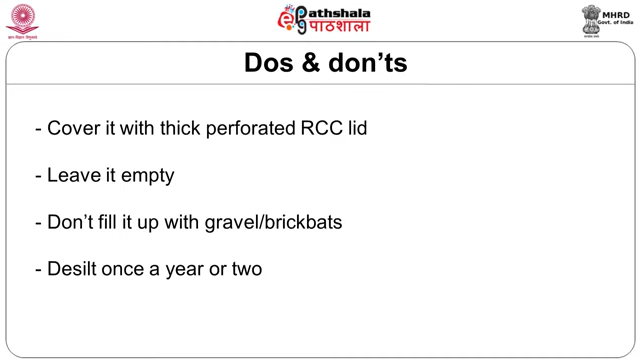 ePathshala
पाठशाला
MHRD
Govt. of India
Dos & don'ts
- Cover it with thick perforated RCC lid
- Leave it empty
- Don't fill it up with gravel/brickbats
- Desilt once a year or two